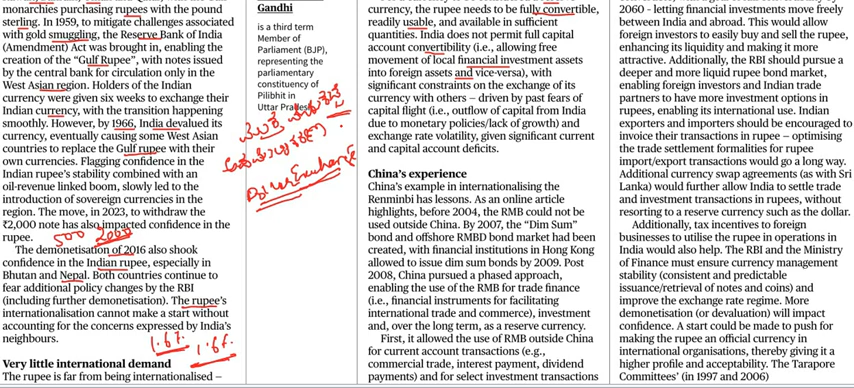 monarchies purchasing rupees with the pound
sterling. In 1959, to mitigate challenges associated
with gold smuggling, the Reserve Bank of India
(Amendment) Act was brought in, enabling the
creation of the “Gulf Rupee”, with notes issued
by the central bank for circulation only in the
West Asian region. Holders of the Indian
currency were given six weeks to exchange their
Indian currency, with the transition happening
smoothly. However, by 1966, India devalued its
currency, eventually causing some West Asian
countries to replace the Gulf rupee with their
own currencies. Flagging confidence in the
Indian rupee’s stability combined with an
oil-revenue linked boom, slowly led to the
introduction of sovereign currencies in the
region. The move, in 2023, to withdraw the
₹2,000 note has also impacted confidence in the
rupee.
500 2000
The demonetisation of 2016 also shook
confidence in the Indian rupee, especially in
Bhutan and Nepal. Both countries continue to
fear additional policy changes by the RBI
(including further demonetisation). The rupee’s
internationalisation cannot make a start without
accounting for the concerns expressed by India’s
neighbours.
1.6% 1.6%
Very little international demand
The rupee is far from being internationalised –
Gandhi
is a third term
Member of
Parliament (BJP),
representing the
parliamentary
constituency of
Pilibhit in
Uttar Pradesh
currency, the rupee needs to be fully convertible,
readily usable, and available in sufficient
quantities. India does not permit full capital
account convertibility (i.e., allowing free
movement of local financial investment assets
into foreign assets and vice-versa), with
significant constraints on the exchange of its
currency with others – driven by past fears of
capital flight (i.e., outflow of capital from India
due to monetary policies/lack of growth) and
exchange rate volatility, given significant current
and capital account deficits.
China’s experience
China’s example in internationalising the
Renminbi has lessons. As an online article
highlights, before 2004, the RMB could not be
used outside China. By 2007, the “Dim Sum”
bond and offshore RMBD bond market had been
created, with financial institutions in Hong Kong
allowed to issue dim sum bonds by 2009. Post
2008, China pursued a phased approach,
enabling the use of the RMB for trade finance
(i.e., financial instruments for facilitating
international trade and commerce), investment
and, over the long term, as a reserve currency.
First, it allowed the use of RMB outside China
for current account transactions (e.g.,
commercial trade, interest payment, dividend
payments) and for select investment transactions
2060 - letting financial investments move freely
between India and abroad. This would allow
foreign investors to easily buy and sell the rupee,
enhancing its liquidity and making it more
attractive. Additionally, the RBI should pursue a
deeper and more liquid rupee bond market,
enabling foreign investors and Indian trade
partners to have more investment options in
rupees, enabling its international use. Indian
exporters and importers should be encouraged to
invoice their transactions in rupee – optimising
the trade settlement formalities for rupee
import/export transactions would go a long way.
Additional currency swap agreements (as with Sri
Lanka) would further allow India to settle trade
and investment transactions in rupees, without
resorting to a reserve currency such as the dollar.
Additionally, tax incentives to foreign
businesses to utilise the rupee in operations in
India would also help. The RBI and the Ministry
of Finance must ensure currency management
stability (consistent and predictable
issuance/retrieval of notes and coins) and
improve the exchange rate regime. More
demonetisation (or devaluation) will impact
confidence. A start could be made to push for
making the rupee an official currency in
international organisations, thereby giving it a
higher profile and acceptability. The Tarapore
Committees’ (in 1997 and 2006)